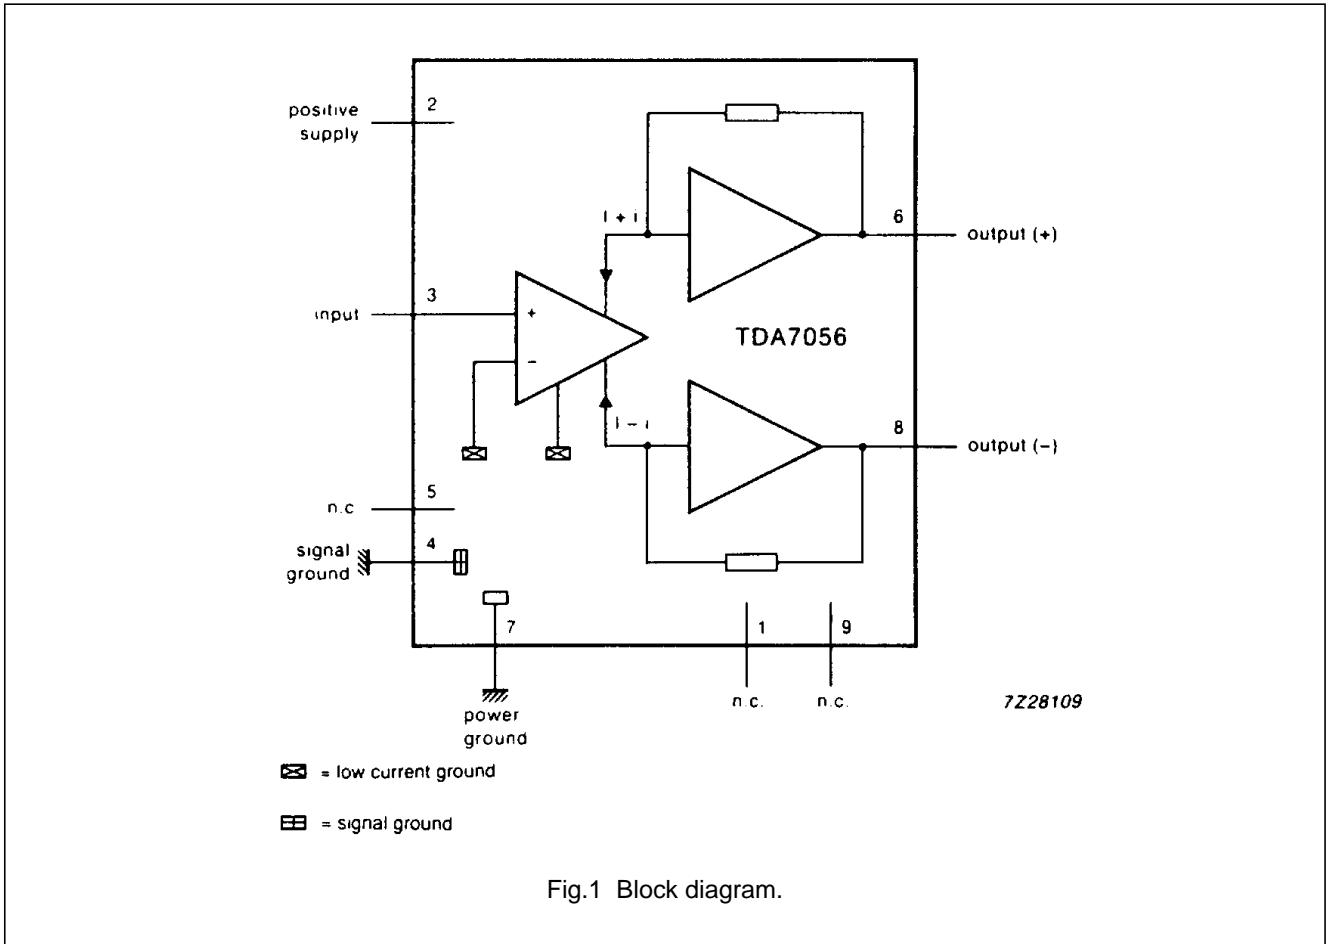 positive
supply
2
I + i
6
output (+)
3
input
+
−
TDA7056
I − i
8
output (−)
5
n.c
4
signal
ground
7
1
9
power
ground
n.c.
n.c.
7Z28109
= low current ground
= signal ground
Fig.1 Block diagram.